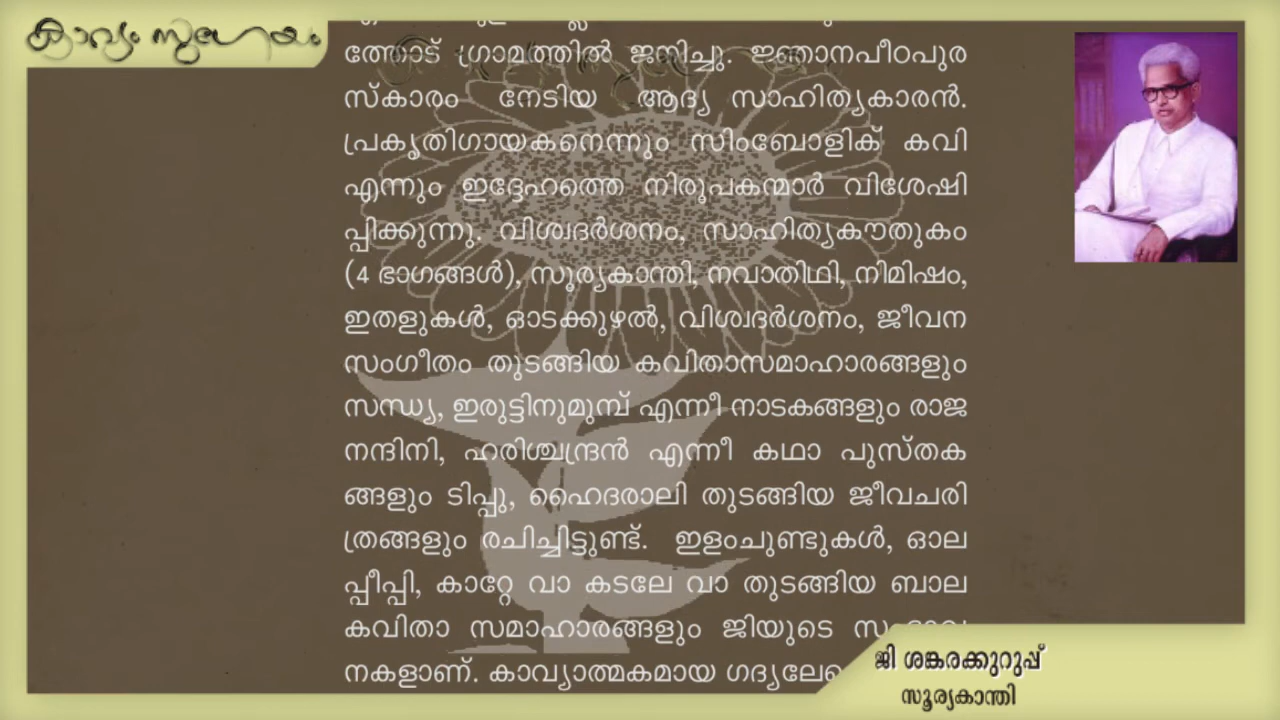 കാവ്യം സുഗേയം
ത്തോട് ഗ്രാമത്തിൽ ജനിച്ചു. ജ്ഞാനപീഠപുര
സ്കാരം നേടിയ ആദ്യ സാഹിത്യകാരൻ.
പ്രകൃതിഗായകനെന്നും സിംബോളിക് കവി
എന്നും ഇദ്ദേഹത്തെ നിരൂപകന്മാർ വിശേഷി
പ്പിക്കുന്നു. വിശ്വദർശനം, സാഹിത്യകൗതുകം
(4 ഭാഗങ്ങൾ), സൂര്യകാന്തി, നവാതിഥി, നിമിഷം,
ഇതളുകൾ, ഓടക്കുഴൽ, വിശ്വദർശനം, ജീവന
സംഗീതം തുടങ്ങിയ കവിതാസമാഹാരങ്ങളും
സന്ധ്യ, ഇരുട്ടിനുമുമ്പ് എന്നീ നാടകങ്ങളും രാജ
നന്ദിനി, ഹരിശ്ചന്ദ്രൻ എന്നീ കഥാ പുസ്തക
ങ്ങളും ടിപ്പു, ഹൈദരാലി തുടങ്ങിയ ജീവചരി
ത്രങ്ങളും രചിച്ചിട്ടുണ്ട്. ഇളംചുണ്ടുകൾ, ഓല
പ്പീപ്പി, കാറ്റേ വാ കടലേ വാ തുടങ്ങിയ ബാല
കവിതാ സമാഹാരങ്ങളും ജിയുടെ
നകളാണ്. കാവ്യാത്മകമായ
ജി ശങ്കരക്കുറുപ്പ്
സൂര്യകാന്തി